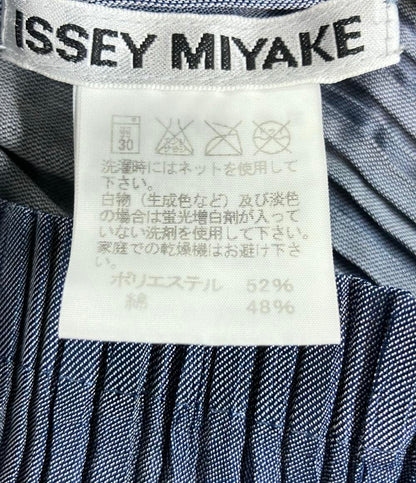 ISSEY MIYAKE
30
洗濯時にはネットを使用して
下さい。
白物（生成色など）及び淡色
の場合は蛍光増白剤が入って
いない洗剤を使用して下さい。
家庭での乾燥機はお避け下さ
い。
ポリエステル 52%
綿 48%